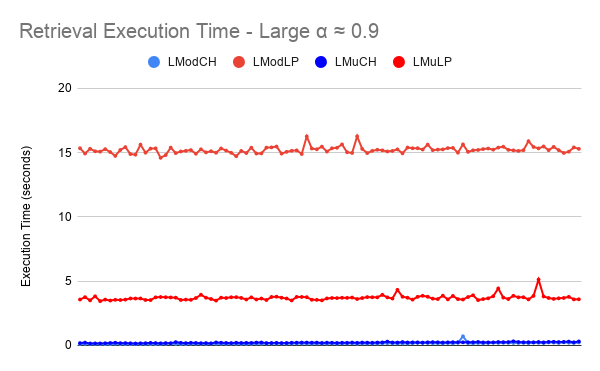 Retrieval Execution Time - Large α ≈ 0.9
LModCH LModLP LMuCH LMuLP
20
15
10
5
0
Execution Time (seconds)